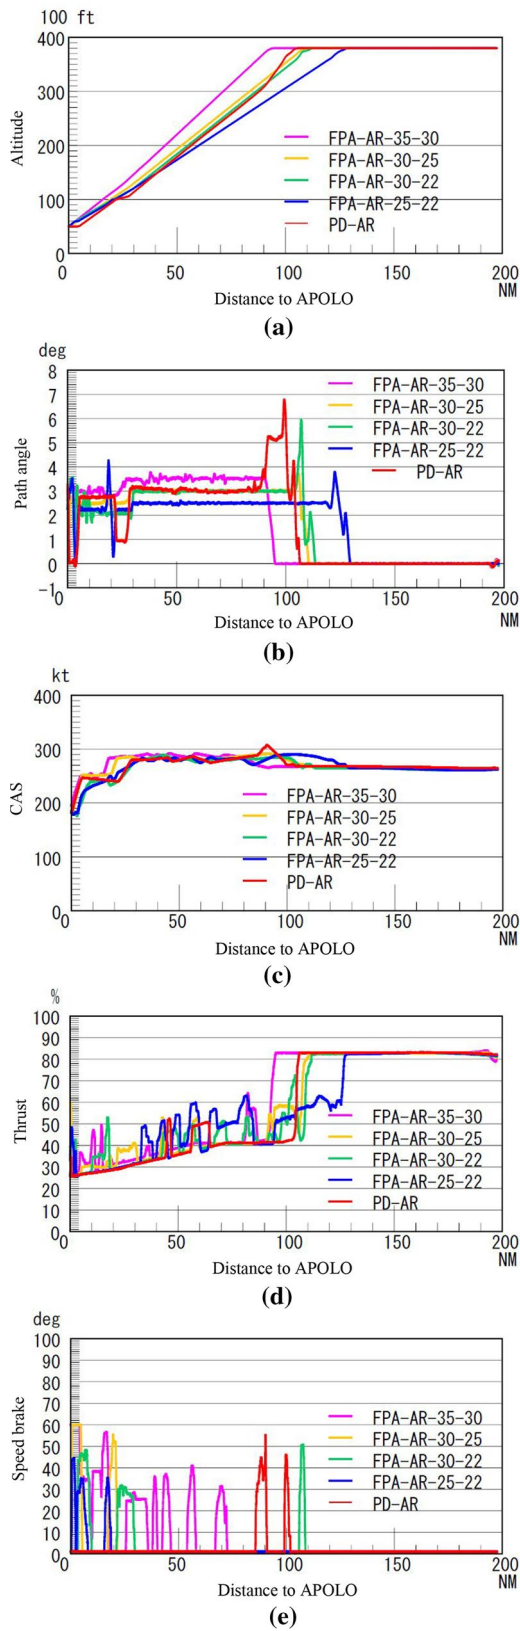 100 ft
400
300
200
100
0
Altitude
FPA-AR-35-30
FPA-AR-30-25
FPA-AR-30-22
FPA-AR-25-22
PD-AR
0 50 100 150 200
NM
Distance to APOLO
(a)
deg
8
7
6
5
4
3
2
1
0
-1
Path angle
FPA-AR-35-30
FPA-AR-30-25
FPA-AR-30-22
FPA-AR-25-22
PD-AR
0 50 100 150 200
NM
Distance to APOLO
(b)
kt
400
300
200
100
0
CAS
FPA-AR-35-30
FPA-AR-30-25
FPA-AR-30-22
FPA-AR-25-22
PD-AR
0 50 100 150 200
NM
Distance to APOLO
(c)
%
100
90
80
70
60
50
40
30
20
10
0
Thrust
FPA-AR-35-30
FPA-AR-30-25
FPA-AR-30-22
FPA-AR-25-22
PD-AR
0 50 100 150 200
NM
Distance to APOLO
(d)
deg
100
90
80
70
60
50
40
30
20
10
0
Speed brake
FPA-AR-35-30
FPA-AR-30-25
FPA-AR-30-22
FPA-AR-25-22
PD-AR
0 50 100 150 200
NM
Distance to APOLO
(e)